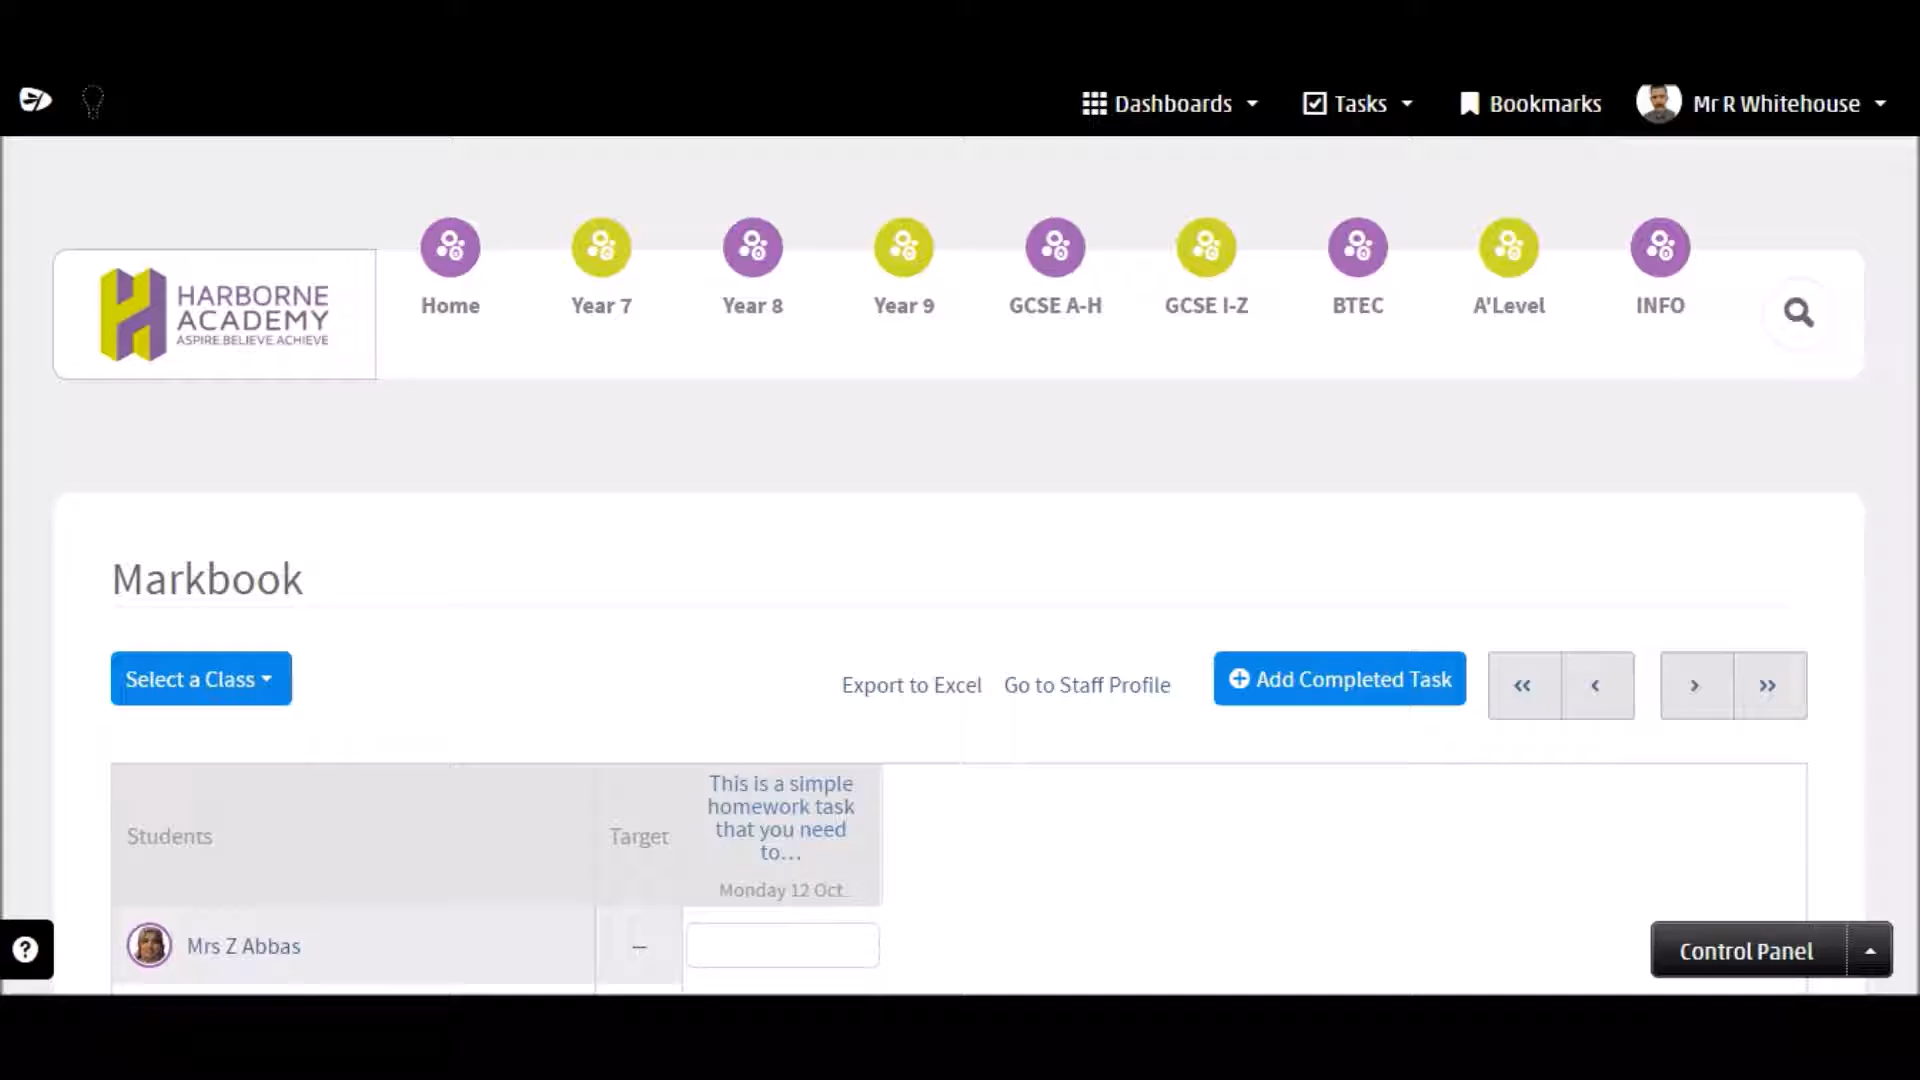 Dashboards
Tasks
Bookmarks
Mr R Whitehouse
HARBORNE
ACADEMY
ASPIRE.BELIEVE.ACHIEVE
Home
Year 7
Year 8
Year 9
GCSE A-H
GCSE I-Z
BTEC
A'Level
INFO
Markbook
Select a Class
Export to Excel
Go to Staff Profile
Add Completed Task
Students
Target
This is a simple
homework task
that you need
to...
Monday 12 Oct
Mrs Z Abbas
–
Control Panel